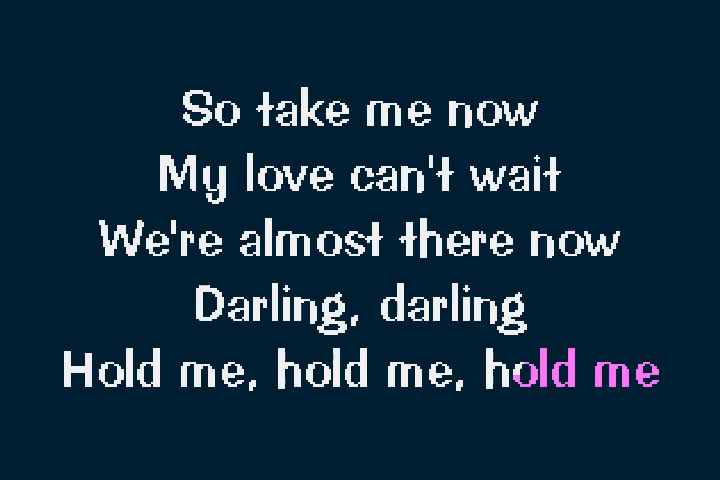 So take me now
My love can't wait
We're almost there now
Darling, darling
Hold me, hold me, hold me